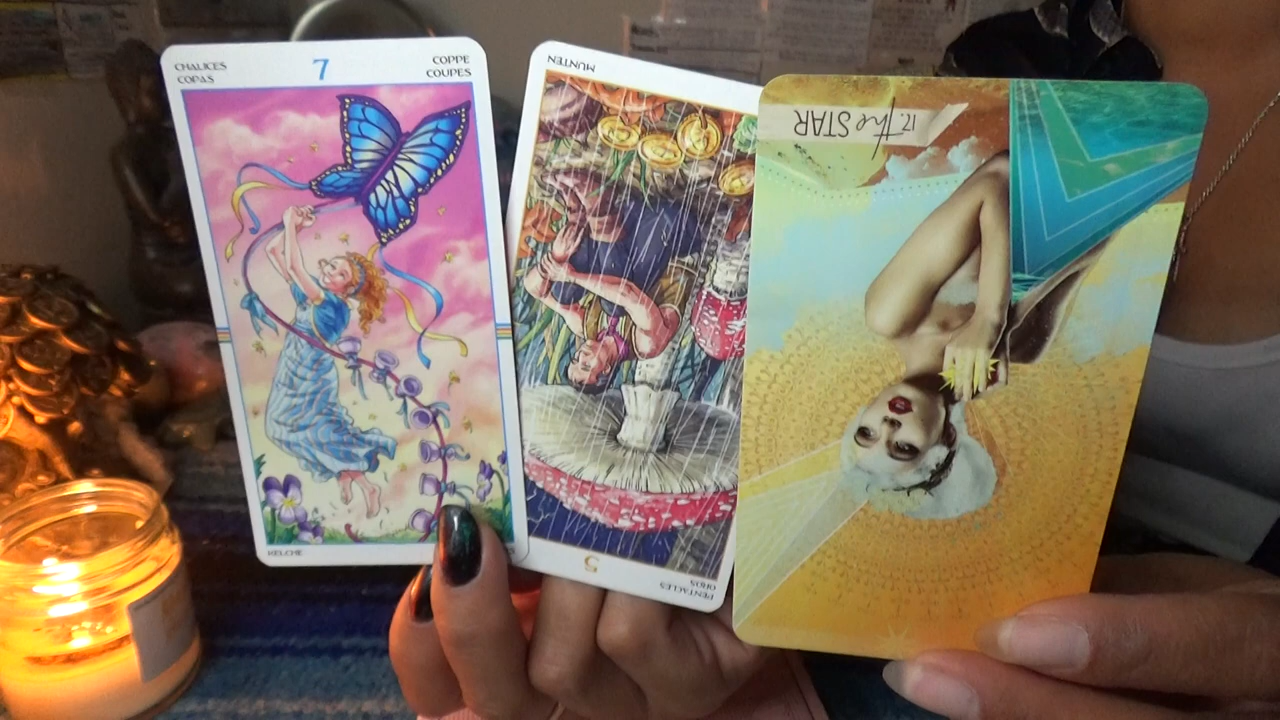 CHALICES
COPAS
7
COPPE
COUPES
KELCHE
MUNTEN
5
PENTACLES
OROS
17. the STAR